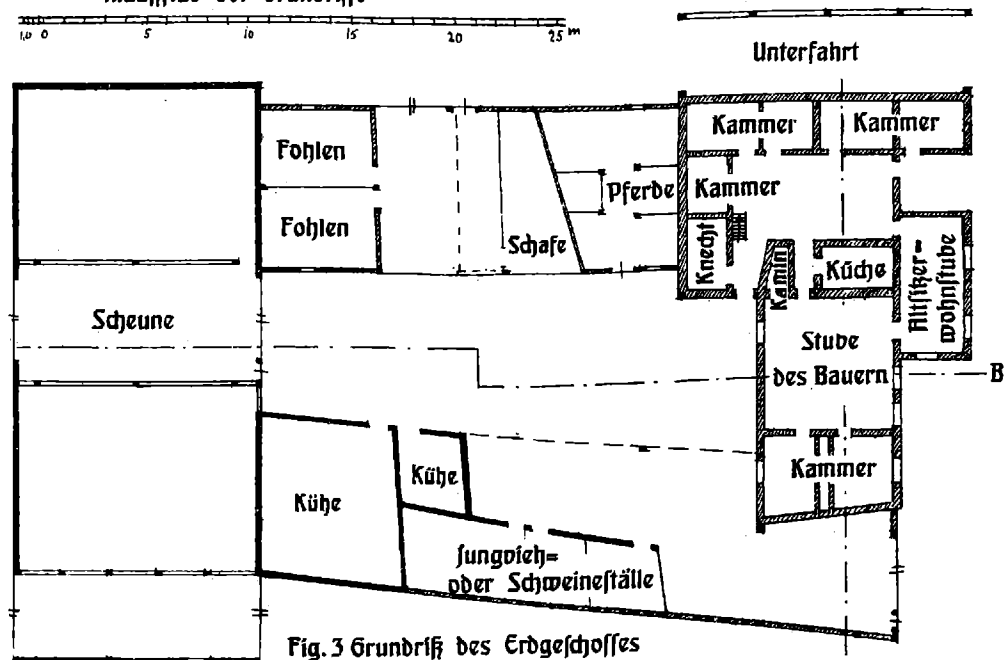 1,0 0 5 10 15 20 25 m
Unterfahrt
Kammer Kammer
Fohlen
Pferde Kammer
Fohlen
Schafe
Knecht
Kamin
Küche
Altsitzer=
wohnstube
Scheune
Stube
des Bauern
B
Kammer
Kühe
Kühe
Jungvieh=
oder Schweineställe
Fig. 3 Grundriß des Erdgeschosses